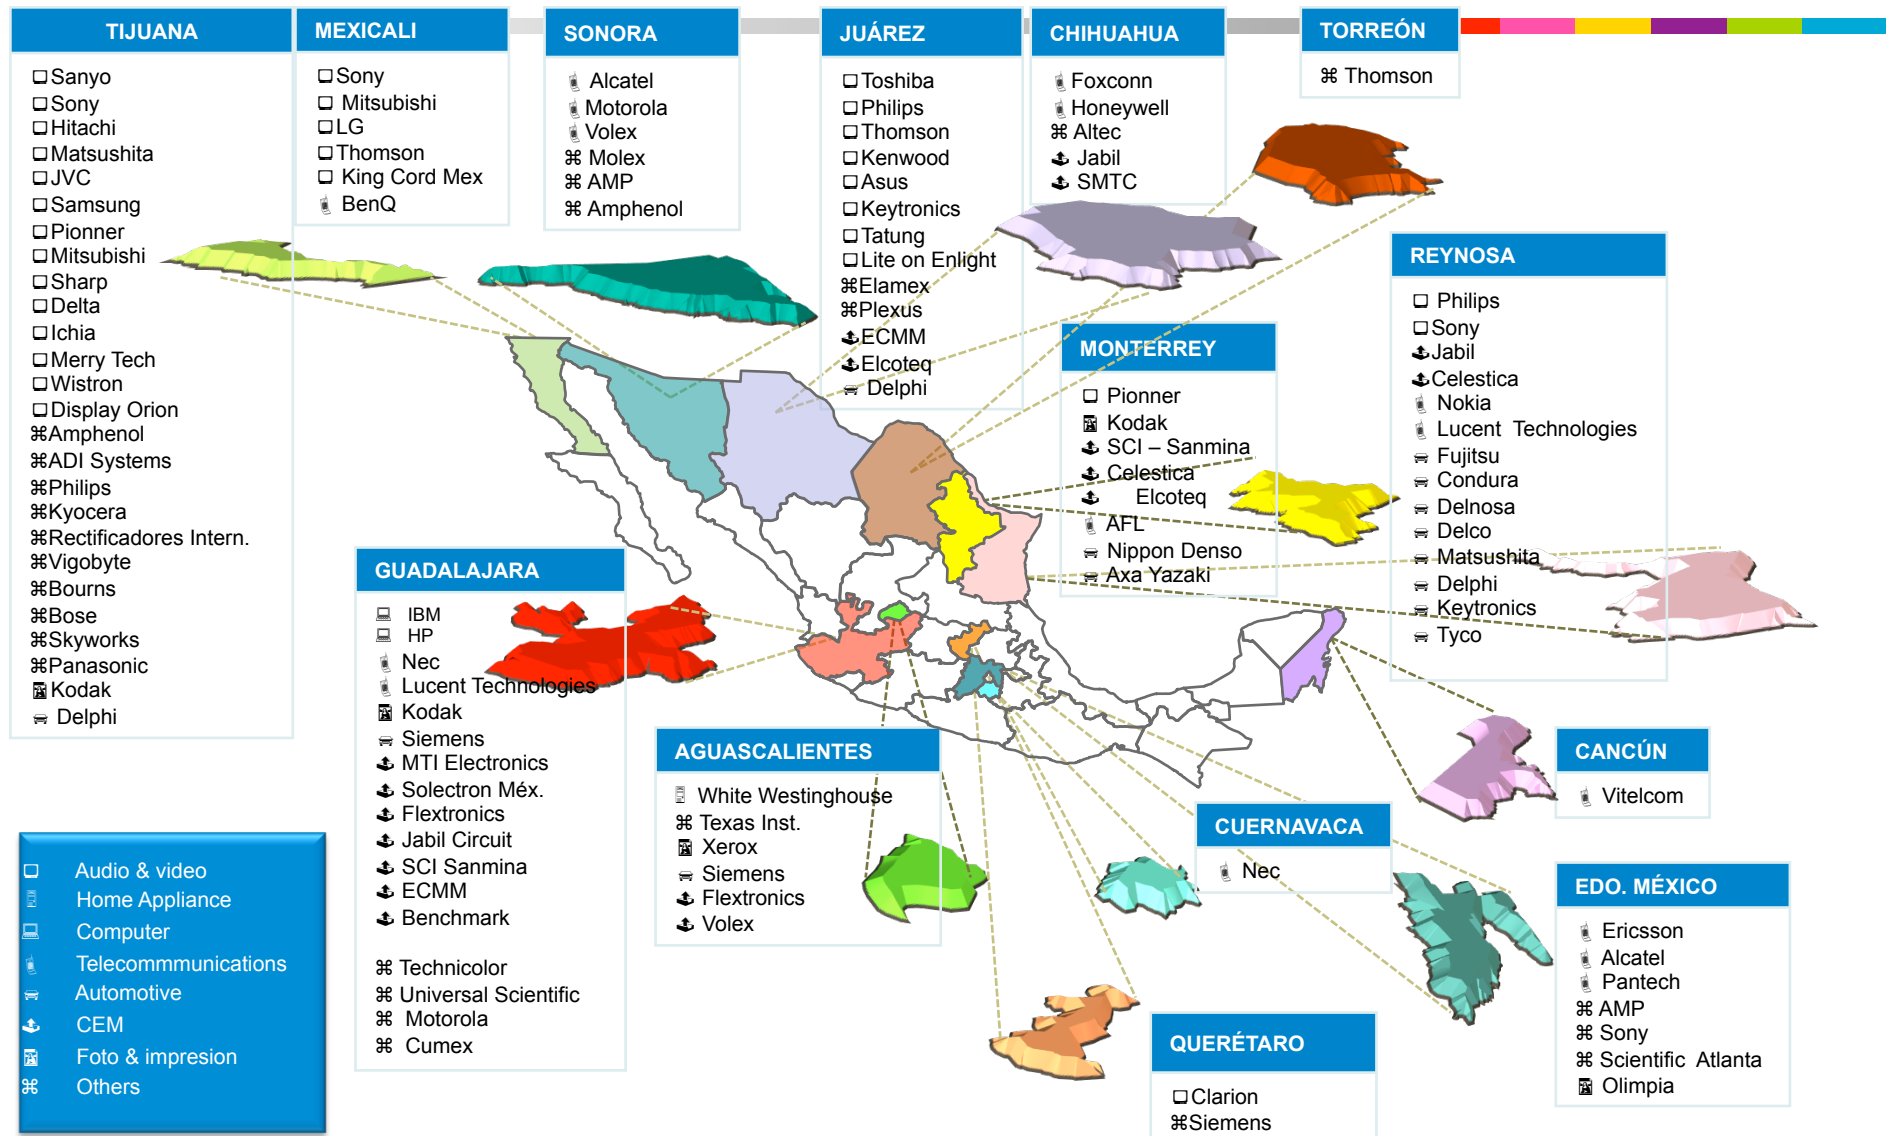 TIJUANA
Sanyo
Sony
Hitachi
Matsushita
JVC
Samsung
Pionner
Mitsubishi
Sharp
Delta
Ichia
Merry Tech
Wistron
Display Orion
Amphenol
ADI Systems
Philips
Kyocera
Rectificadores Intern.
Vigobyte
Bourns
Bose
Skyworks
Panasonic
Kodak
Delphi
MEXICALI
Sony
Mitsubishi
LG
Thomson
King Cord Mex
BenQ
SONORA
Alcatel
Motorola
Volex
Molex
AMP
Amphenol
JUÁREZ
Toshiba
Philips
Thomson
Kenwood
Asus
Keytronics
Tatung
Lite on Enlight
Elamex
Plexus
ECMM
Elcoteq
Delphi
CHIHUAHUA
Foxconn
Honeywell
Altec
Jabil
SMTC
TORREÓN
Thomson
REYNOSA
Philips
Sony
Jabil
Celestica
Nokia
Lucent Technologies
Fujitsu
Condura
Delnosa
Delco
Matsushita
Delphi
Keytronics
Tyco
MONTERREY
Pionner
Kodak
SCI – Sanmina
Celestica
Elcoteq
AFL
Nippon Denso
Axa Yazaki
GUADALAJARA
IBM
HP
Nec
Lucent Technologies
Kodak
Siemens
MTI Electronics
Solectron Méx.
Flextronics
Jabil Circuit
SCI Sanmina
ECMM
Benchmark
Technicolor
Universal Scientific
Motorola
Cumex
AGUASCALIENTES
White Westinghouse
Texas Inst.
Xerox
Siemens
Flextronics
Volex
CANCÚN
Vitelcom
CUERNAVACA
Nec
EDO. MÉXICO
Ericsson
Alcatel
Pantech
AMP
Sony
Scientific Atlanta
Olimpia
QUERÉTARO
Clarion
Siemens
Audio & video
Home Appliance
Computer
Telecommmunications
Automotive
CEM
Foto & impresion
Others